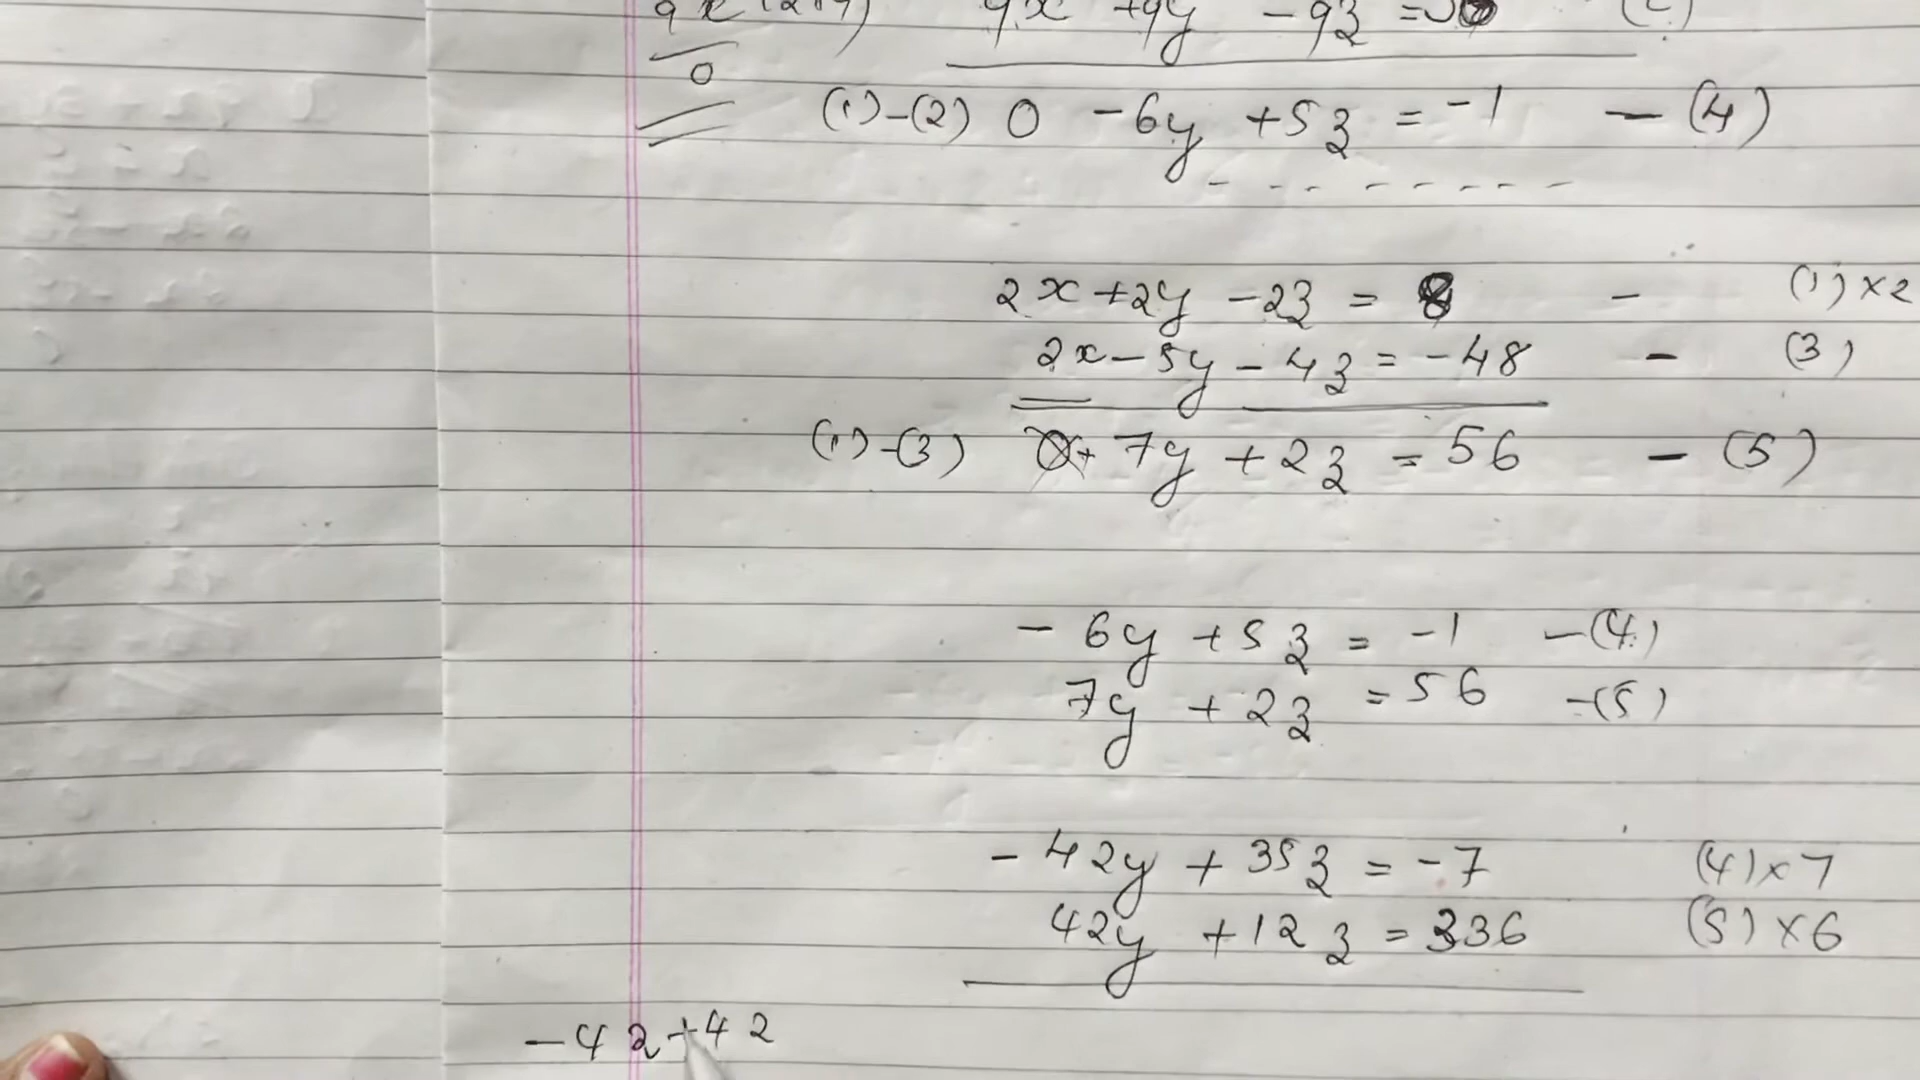 0
(1)-(2) 0 -6y +5z = -1 — (4)
2x+2y -2z = 8 - (1)×2
2x-5y-4z = -48 - (3)
(1)-(3) 0+ 7y +2z = 56 - (5)
- 6y +5z = -1 -(4)
7y +2z = 56 -(5)
- 42y + 35z = -7 (4)×7
42y +12z = 336 (5)×6
-42+42